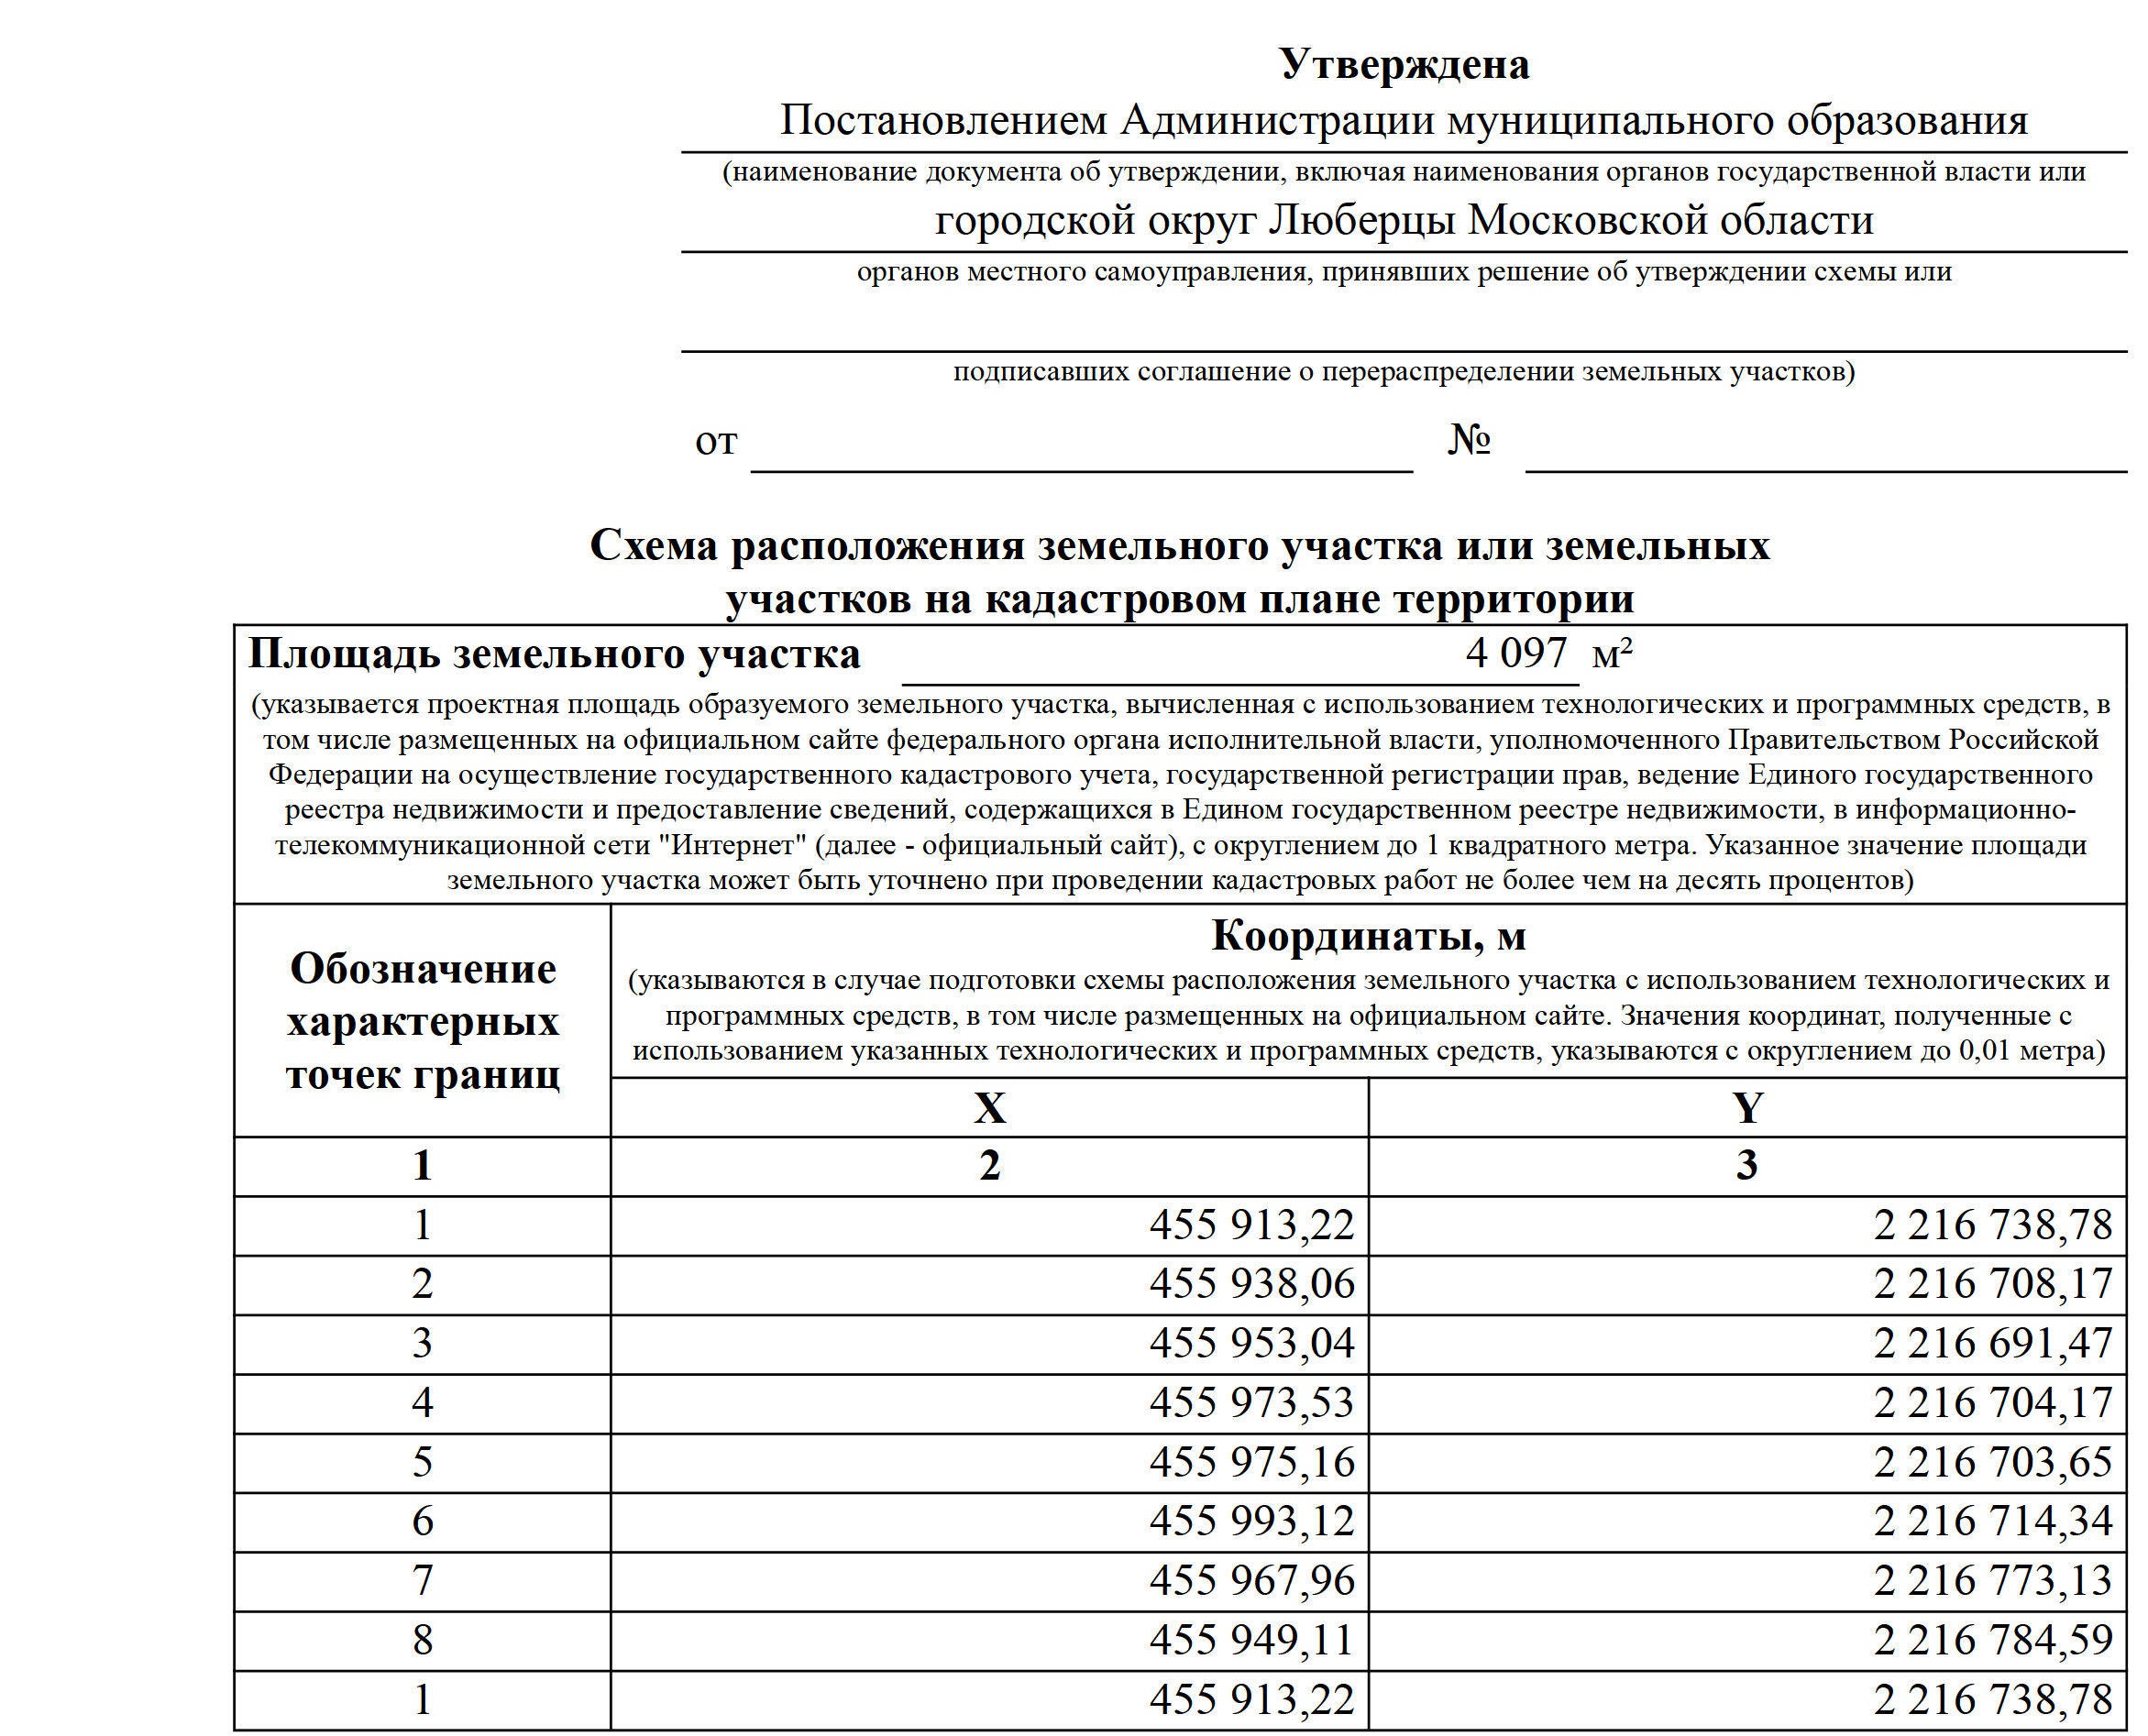 Утверждена
Постановлением Администрации муниципального образования
(наименование документа об утверждении, включая наименования органов государственной власти или
городской округ Люберцы Московской области
органов местного самоуправления, принявших решение об утверждении схемы или
подписавших соглашение о перераспределении земельных участков)
от №
Схема расположения земельного участка или земельных
участков на кадастровом плане территории
Площадь земельного участка 4 097 м²
(указывается проектная площадь образуемого земельного участка, вычисленная с использованием технологических и программных средств, в
том числе размещенных на официальном сайте федерального органа исполнительной власти, уполномоченного Правительством Российской
Федерации на осуществление государственного кадастрового учета, государственной регистрации прав, ведение Единого государственного
реестра недвижимости и предоставление сведений, содержащихся в Едином государственном реестре недвижимости, в информационно-
телекоммуникационной сети "Интернет" (далее - официальный сайт), с округлением до 1 квадратного метра. Указанное значение площади
земельного участка может быть уточнено при проведении кадастровых работ не более чем на десять процентов)
Обозначение
характерных
точек границ
Координаты, м
(указываются в случае подготовки схемы расположения земельного участка с использованием технологических и
программных средств, в том числе размещенных на официальном сайте. Значения координат, полученные с
использованием указанных технологических и программных средств, указываются с округлением до 0,01 метра)
X Y
1 2 3
1 455 913,22 2 216 738,78
2 455 938,06 2 216 708,17
3 455 953,04 2 216 691,47
4 455 973,53 2 216 704,17
5 455 975,16 2 216 703,65
6 455 993,12 2 216 714,34
7 455 967,96 2 216 773,13
8 455 949,11 2 216 784,59
1 455 913,22 2 216 738,78